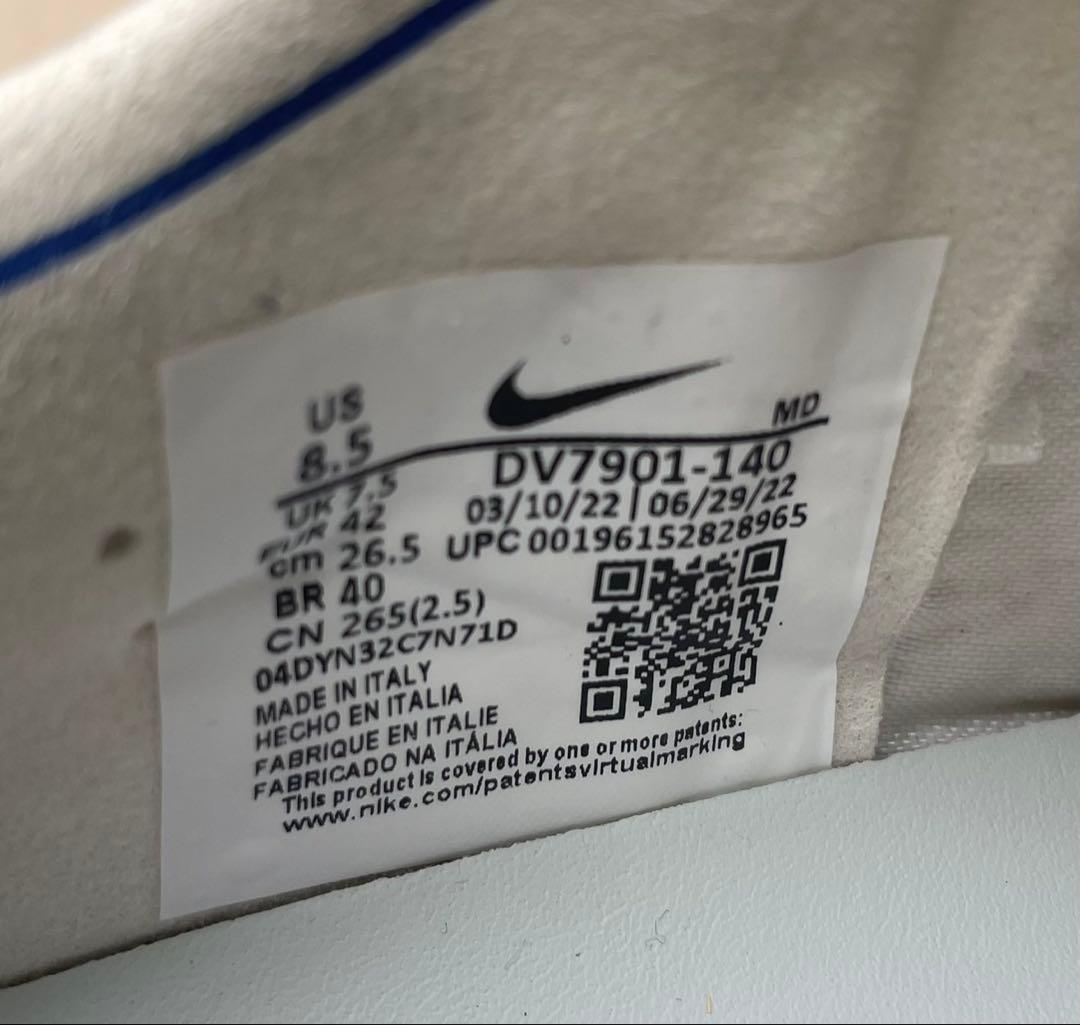 US
8.5
MD
UK 7.5
DV7901-140
EUR 42
03/10/22 | 06/29/22
cm 26.5
UPC 00196152828965
BR 40
CN 265(2.5)
04DYN32C7N71D
MADE IN ITALY
HECHO EN ITALIA
FABRIQUE EN ITALIE
FABRICADO NA ITÁLIA
This product is covered by one or more patents:
www.nike.com/patentsvirtualmarking